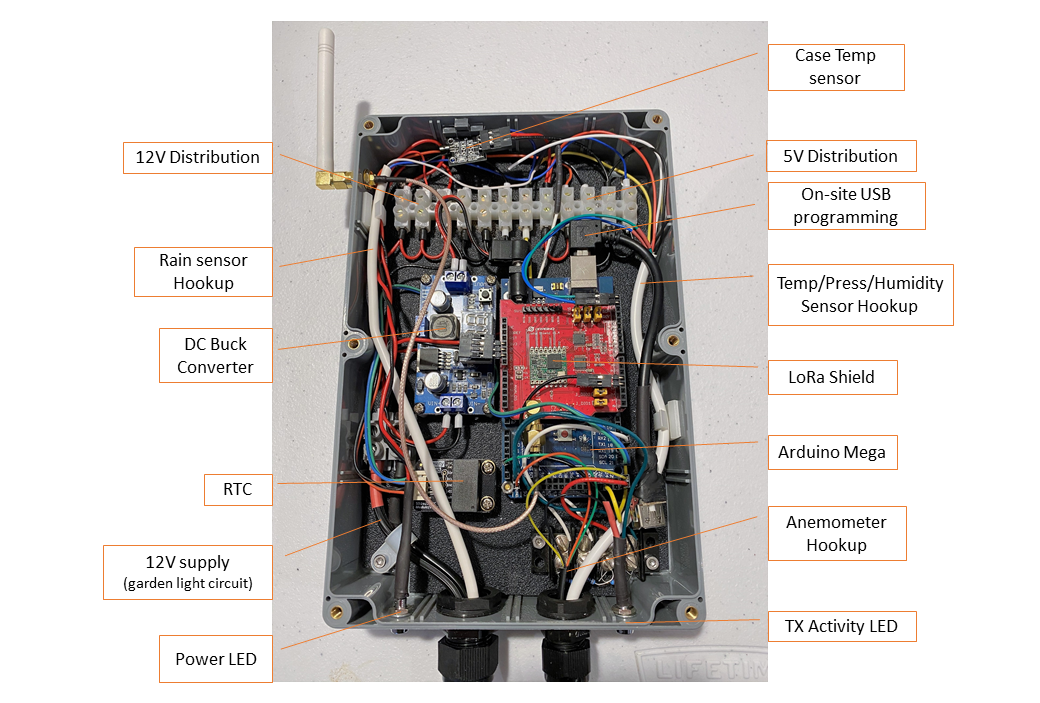 Case Temp
sensor
12V Distribution
5V Distribution
On-site USB
programming
Rain sensor
Hookup
Temp/Press/Humidity
Sensor Hookup
DC Buck
Converter
LoRa Shield
Arduino Mega
RTC
Anemometer
Hookup
12V supply
(garden light circuit)
TX Activity LED
Power LED
LIFETIM